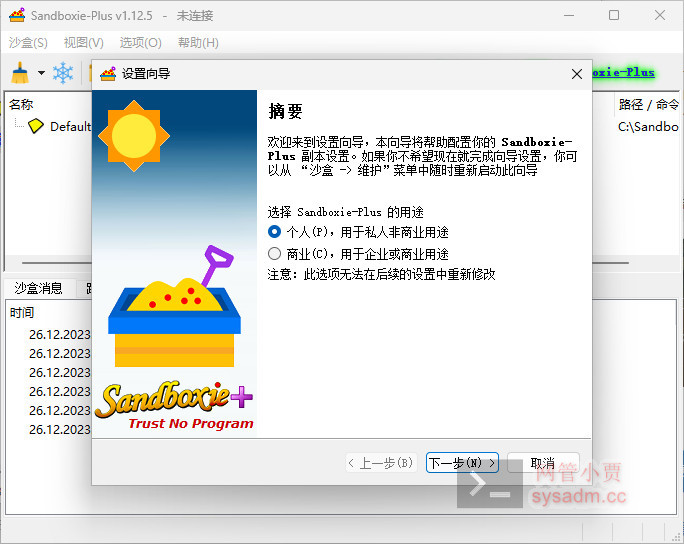 Sandboxie-Plus v1.12.5 - 未连接
沙盒(S) 视图(V) 选项(O) 帮助(H)
设置向导
oxie-Plus
名称
路径 / 命令
Default
C:\Sandbo
摘要
欢迎来到设置向导，本向导将帮助配置你的 Sandboxie-
Plus 副本设置。如果你不希望现在就完成向导设置，你可
以从 “沙盒 -> 维护”菜单中随时重新启动此向导
选择 Sandboxie-Plus 的用途
个人(P)，用于私人非商业用途
商业(C)，用于企业或商业用途
注意：此选项无法在后续的设置中重新修改
沙盒消息
时间
26.12.2023
26.12.2023
26.12.2023
26.12.2023
26.12.2023
26.12.2023
Sandboxie+
Trust No Program
< 上一步(B)
下一步(N) >
取消
网管小贾
sysadm.cc